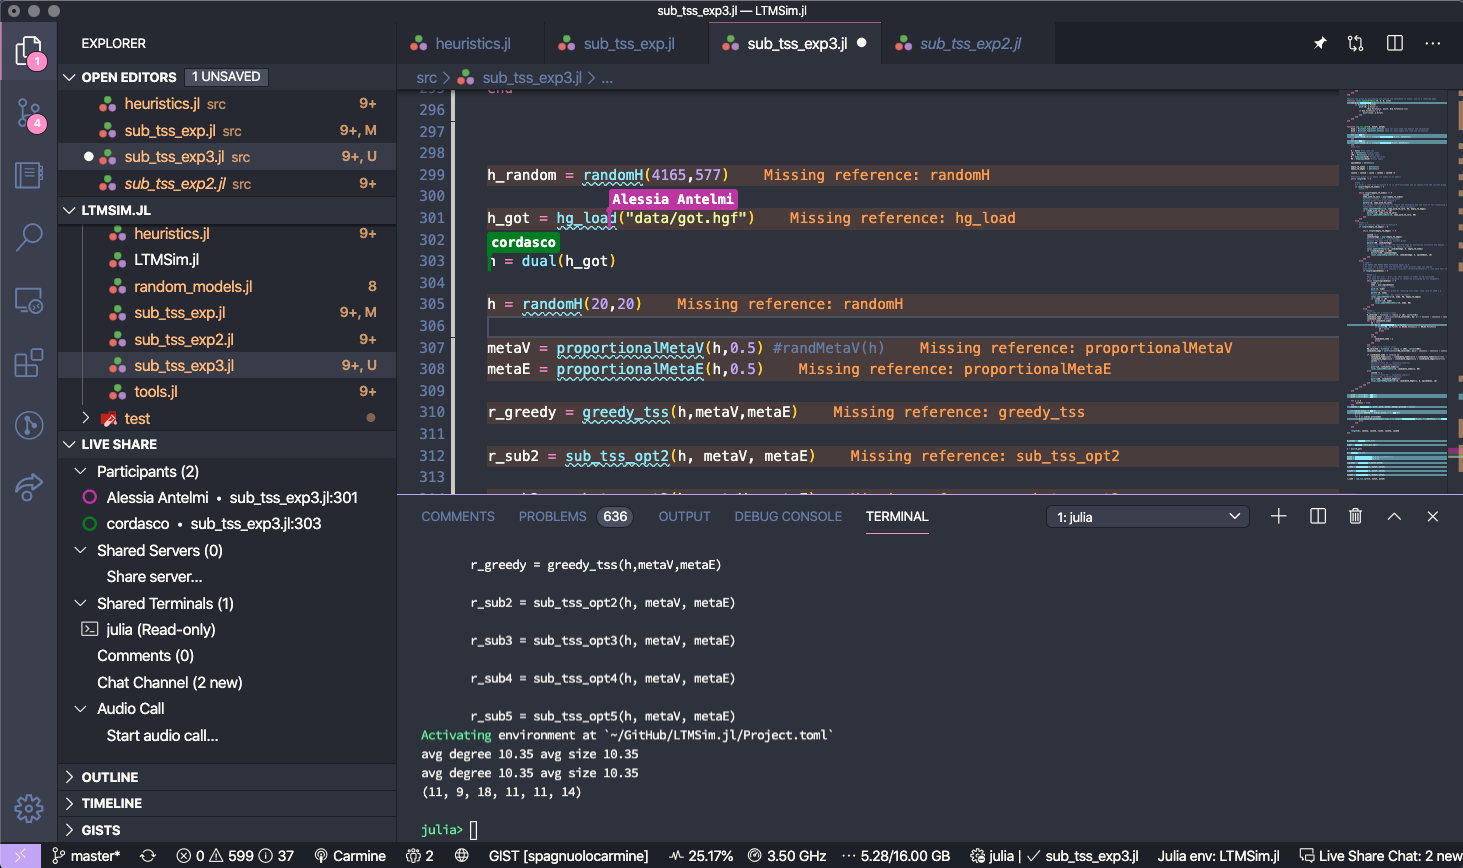 sub_tss_exp3.jl — LTMSim.jl
EXPLORER
OPEN EDITORS 1 UNSAVED
heuristics.jl src 9+
sub_tss_exp.jl src 9+, M
sub_tss_exp3.jl src 9+, U
sub_tss_exp2.jl src 9+
LTMSIM.JL
heuristics.jl 9+
LTMSim.jl
random_models.jl 8
sub_tss_exp.jl 9+, M
sub_tss_exp2.jl 9+
sub_tss_exp3.jl 9+, U
tools.jl 9+
test
LIVE SHARE
Participants (2)
Alessia Antelmi • sub_tss_exp3.jl:301
cordasco • sub_tss_exp3.jl:303
Shared Servers (0)
Share server...
Shared Terminals (1)
julia (Read-only)
Comments (0)
Chat Channel (2 new)
Audio Call
Start audio call...
OUTLINE
TIMELINE
GISTS
1
4
heuristics.jl sub_tss_exp.jl sub_tss_exp3.jl sub_tss_exp2.jl
src > sub_tss_exp3.jl > ...
295 end
296
297
298
299 h_random = randomH(4165,577) Missing reference: randomH
300 Alessia Antelmi
301 h_got = hg_load("data/got.hgf") Missing reference: hg_load
302 cordasco
303 h = dual(h_got)
304
305 h = randomH(20,20) Missing reference: randomH
306
307 metaV = proportionalMetaV(h,0.5) #randMetaV(h) Missing reference: proportionalMetaV
308 metaE = proportionalMetaE(h,0.5) Missing reference: proportionalMetaE
309
310 r_greedy = greedy_tss(h,metaV,metaE) Missing reference: greedy_tss
311
312 r_sub2 = sub_tss_opt2(h, metaV, metaE) Missing reference: sub_tss_opt2
313
COMMENTS PROBLEMS 636 OUTPUT DEBUG CONSOLE TERMINAL 1: julia
r_greedy = greedy_tss(h,metaV,metaE)
r_sub2 = sub_tss_opt2(h, metaV, metaE)
r_sub3 = sub_tss_opt3(h, metaV, metaE)
r_sub4 = sub_tss_opt4(h, metaV, metaE)
r_sub5 = sub_tss_opt5(h, metaV, metaE)
Activating environment at `~/GitHub/LTMSim.jl/Project.toml`
avg degree 10.35 avg size 10.35
avg degree 10.35 avg size 10.35
(11, 9, 18, 11, 11, 14)
julia>
master* 0 599 37 Carmine 2 GIST [spagnuolocarmine] 25.17% 3.50 GHz 5.28/16.00 GB julia | ✓ sub_tss_exp3.jl Julia env: LTMSim.jl Live Share Chat: 2 new